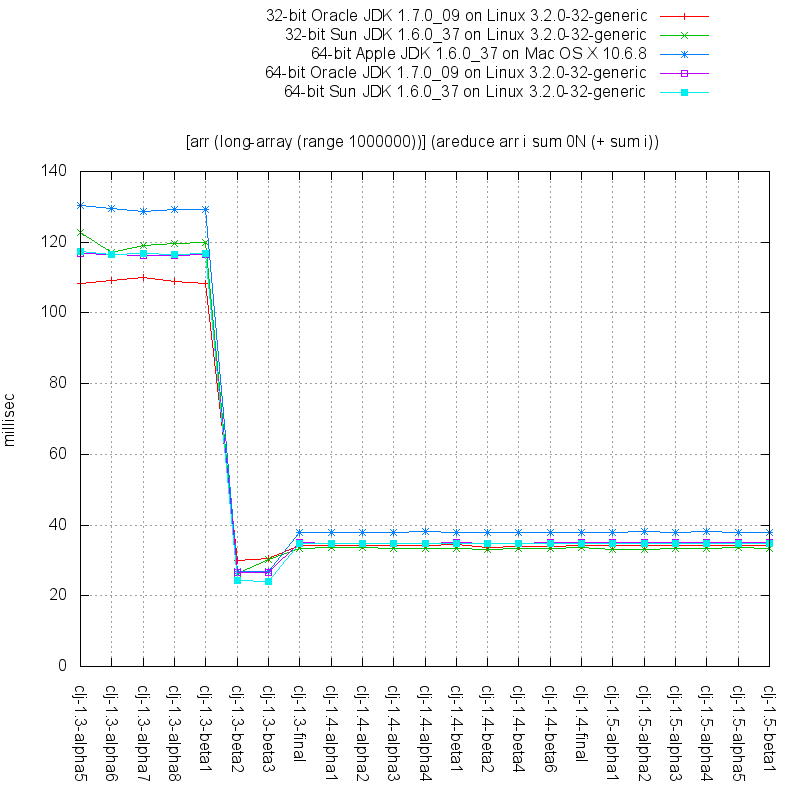 32-bit Oracle JDK 1.7.0_09 on Linux 3.2.0-32-generic
32-bit Sun JDK 1.6.0_37 on Linux 3.2.0-32-generic
64-bit Apple JDK 1.6.0_37 on Mac OS X 10.6.8
64-bit Oracle JDK 1.7.0_09 on Linux 3.2.0-32-generic
64-bit Sun JDK 1.6.0_37 on Linux 3.2.0-32-generic
[arr (long-array (range 1000000))] (areduce arr i sum 0N (+ sum i))
140
120
100
80
60
40
20
0
millisec
clj-1.3-alpha5
clj-1.3-alpha6
clj-1.3-alpha7
clj-1.3-alpha8
clj-1.3-beta1
clj-1.3-beta2
clj-1.3-beta3
clj-1.3-final
clj-1.4-alpha1
clj-1.4-alpha2
clj-1.4-alpha3
clj-1.4-alpha4
clj-1.4-beta1
clj-1.4-beta2
clj-1.4-beta4
clj-1.4-beta6
clj-1.4-final
clj-1.5-alpha1
clj-1.5-alpha2
clj-1.5-alpha3
clj-1.5-alpha4
clj-1.5-alpha5
clj-1.5-beta1